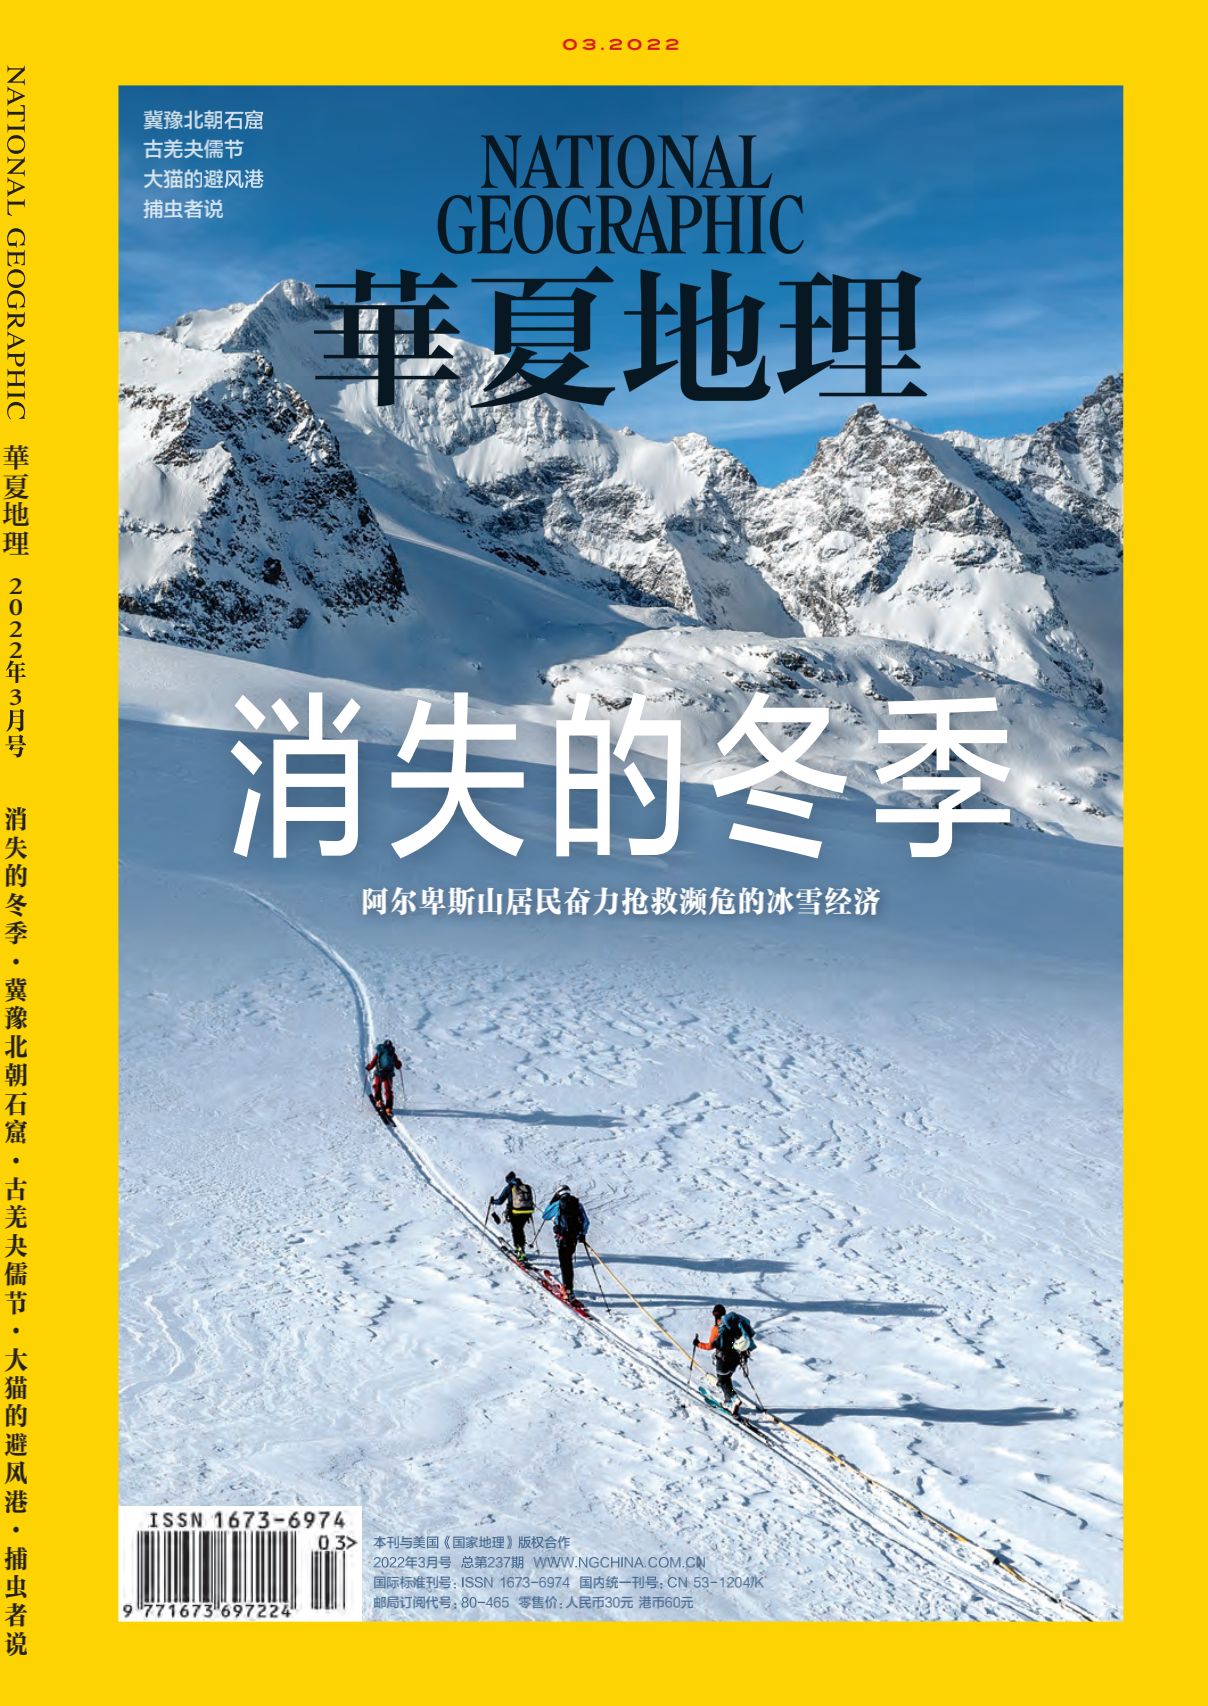 03.2022
NATIONAL GEOGRAPHIC 華夏地理 2022年3月号 消失的冬季·冀豫北朝石窟·古羌夬儒节·大猫的避风港·捕虫者说
冀豫北朝石窟
古羌夬儒节
大猫的避风港
捕虫者说
NATIONAL
GEOGRAPHIC
華夏地理
消失的冬季
阿尔卑斯山居民奋力抢救濒危的冰雪经济
ISSN 1673-6974
03>
9 771673 697224
本刊与美国《国家地理》版权合作
2022年3月号 总第237期 WWW.NGCHINA.COM.CN
国际标准刊号: ISSN 1673-6974 国内统一刊号: CN 53-1204/K
邮局订阅代号: 80-465 零售价: 人民币30元 港币60元